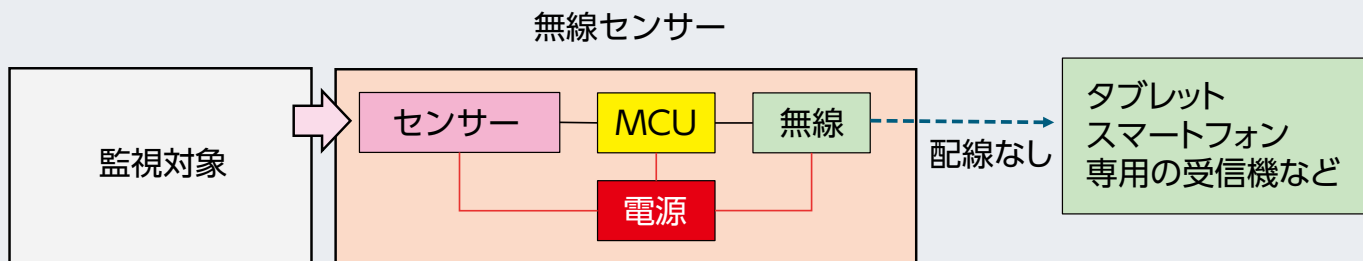 無線センサー
監視対象
センサー
MCU
無線
電源
配線なし
タブレット
スマートフォン
専用の受信機など